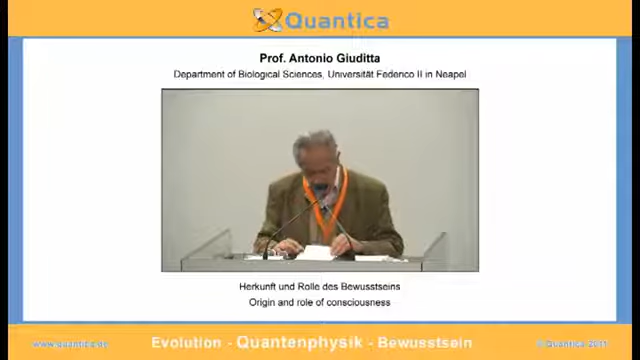 Quantica
Prof. Antonio Giuditta
Department of Biological Sciences, Universität Federico II in Neapel
Herkunft und Rolle des Bewusstseins
Origin and role of consciousness
www.quantica.de
Evolution - Quantenphysik - Bewusstsein
© Quantica 2011